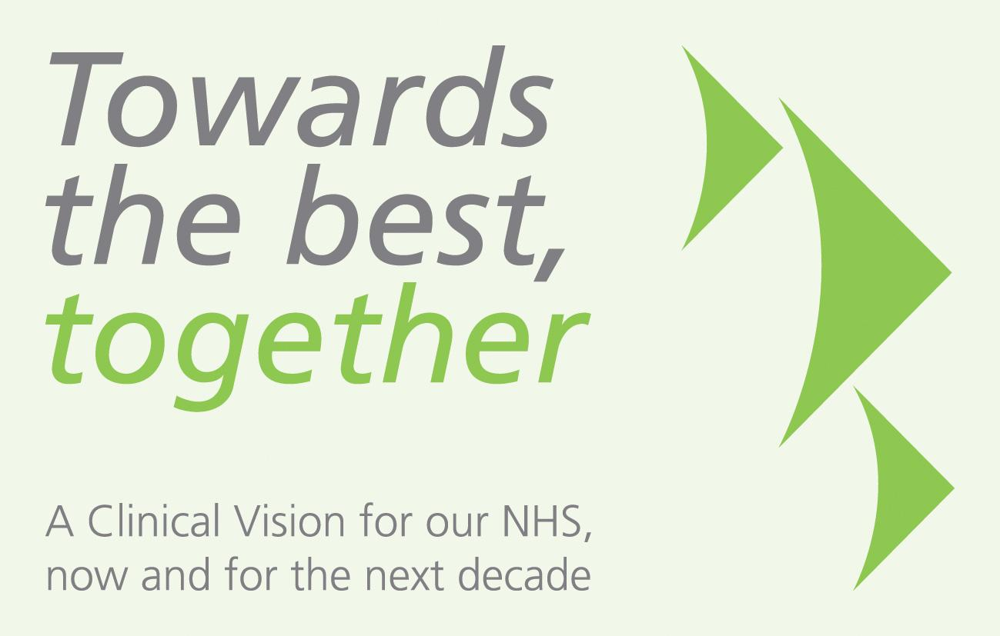 Towards
the best,
together
A Clinical Vision for our NHS,
now and for the next decade